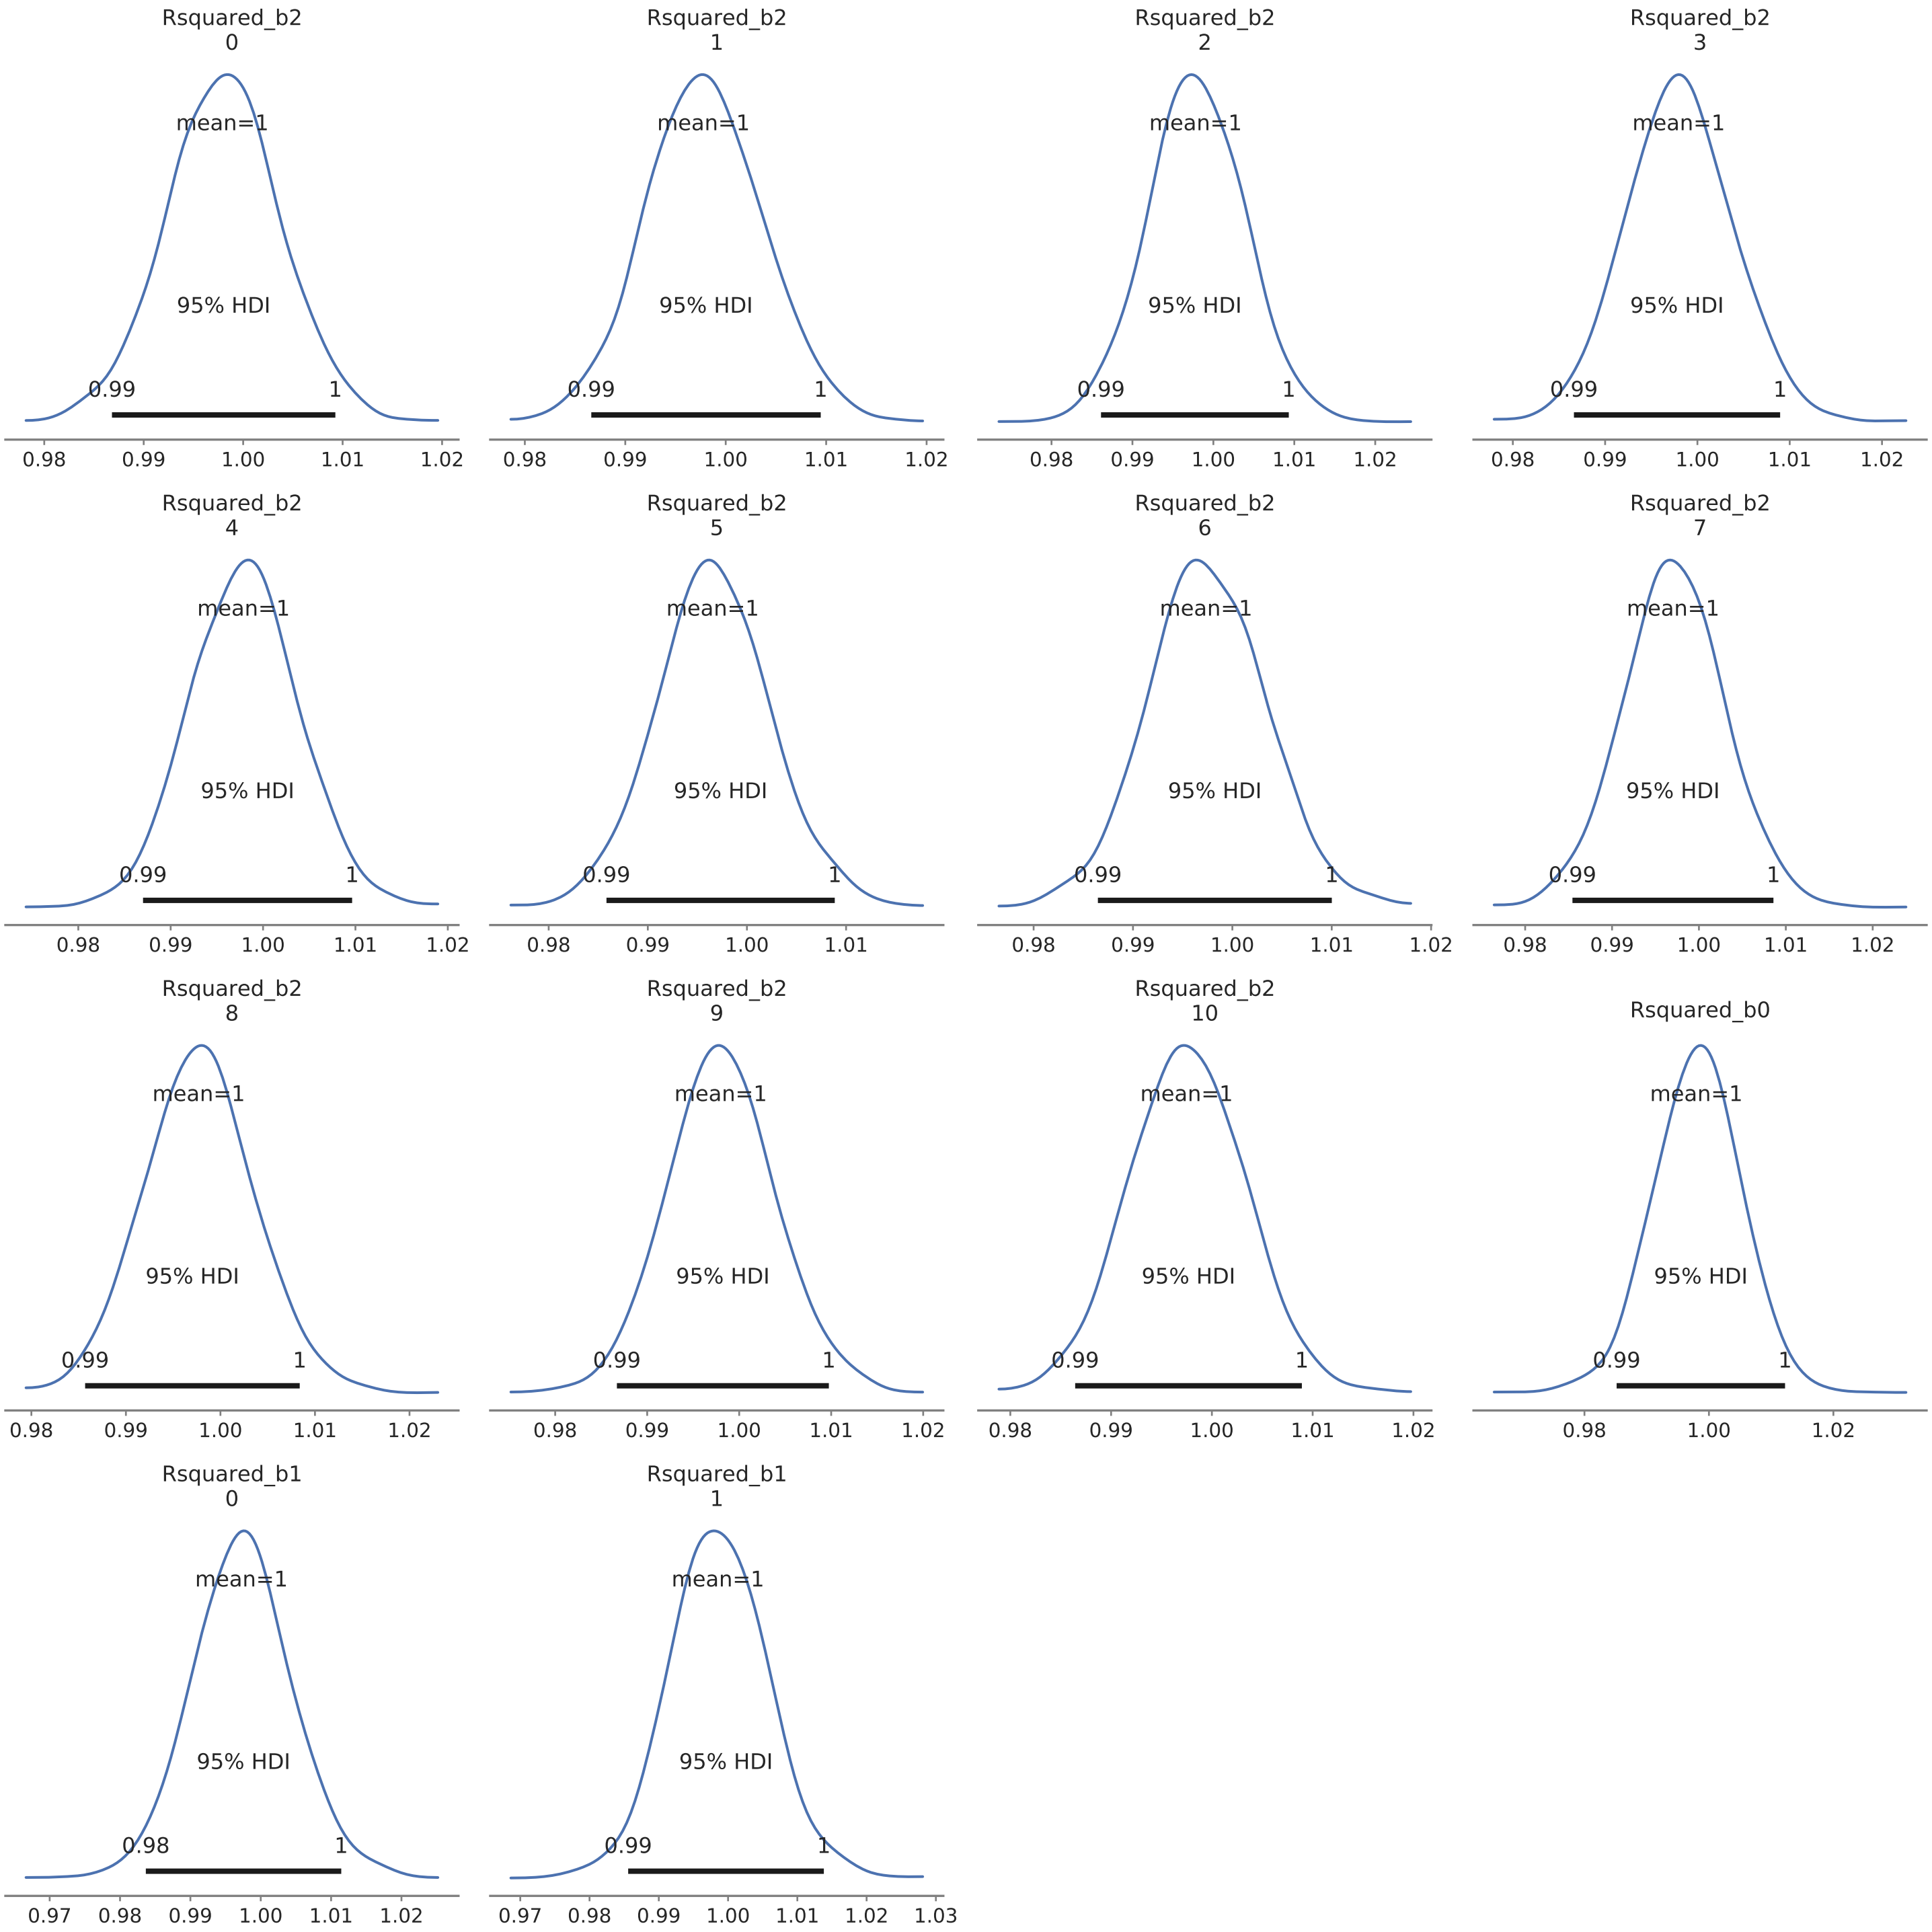 Rsquared_b2
0
mean=1
95% HDI
0.99 1
0.98 0.99 1.00 1.01 1.02
Rsquared_b2
1
mean=1
95% HDI
0.99 1
0.98 0.99 1.00 1.01 1.02
Rsquared_b2
2
mean=1
95% HDI
0.99 1
0.98 0.99 1.00 1.01 1.02
Rsquared_b2
3
mean=1
95% HDI
0.99 1
0.98 0.99 1.00 1.01 1.02
Rsquared_b2
4
mean=1
95% HDI
0.99 1
0.98 0.99 1.00 1.01 1.02
Rsquared_b2
5
mean=1
95% HDI
0.99 1
0.98 0.99 1.00 1.01
Rsquared_b2
6
mean=1
95% HDI
0.99 1
0.98 0.99 1.00 1.01 1.02
Rsquared_b2
7
mean=1
95% HDI
0.99 1
0.98 0.99 1.00 1.01 1.02
Rsquared_b2
8
mean=1
95% HDI
0.99 1
0.98 0.99 1.00 1.01 1.02
Rsquared_b2
9
mean=1
95% HDI
0.99 1
0.98 0.99 1.00 1.01 1.02
Rsquared_b2
10
mean=1
95% HDI
0.99 1
0.98 0.99 1.00 1.01 1.02
Rsquared_b0
mean=1
95% HDI
0.99 1
0.98 1.00 1.02
Rsquared_b1
0
mean=1
95% HDI
0.98 1
0.97 0.98 0.99 1.00 1.01 1.02
Rsquared_b1
1
mean=1
95% HDI
0.99 1
0.97 0.98 0.99 1.00 1.01 1.02 1.03